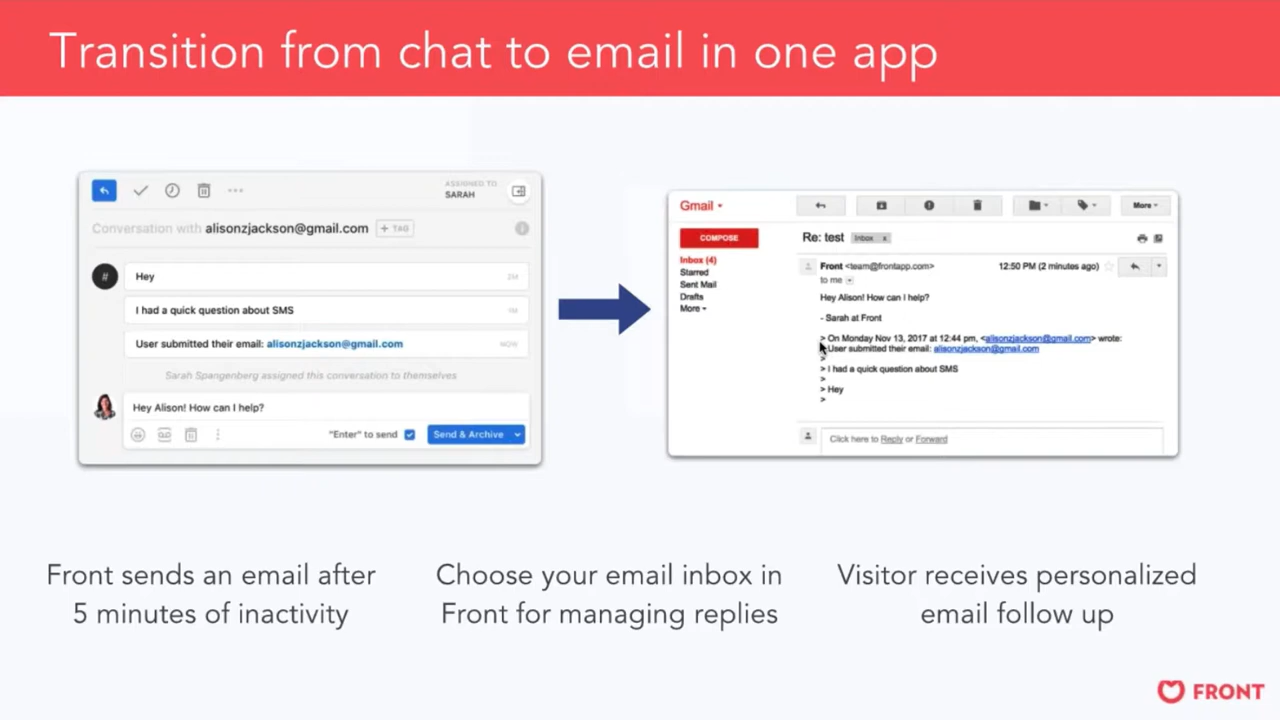 Transition from chat to email in one app
ASSIGNED TO
SARAH
Conversation with alisonzjackson@gmail.com + TAG
# Hey 2M
I had a quick question about SMS 1M
User submitted their email: alisonzjackson@gmail.com NOW
Sarah Spangenberg assigned this conversation to themselves
Hey Alison! How can I help?
"Enter" to send Send & Archive
Gmail
More
COMPOSE
Re: test Inbox x
Inbox (4)
Starred
Sent Mail
Drafts
More
Front <team@frontapp.com> 12:50 PM (2 minutes ago)
to me
Hey Alison! How can I help?
- Sarah at Front
> On Monday Nov 13, 2017 at 12:44 pm, <alisonzjackson@gmail.com> wrote:
> User submitted their email: alisonzjackson@gmail.com
>
> I had a quick question about SMS
>
> Hey
>
Click here to Reply or Forward
Front sends an email after
5 minutes of inactivity
Choose your email inbox in
Front for managing replies
Visitor receives personalized
email follow up
FRONT